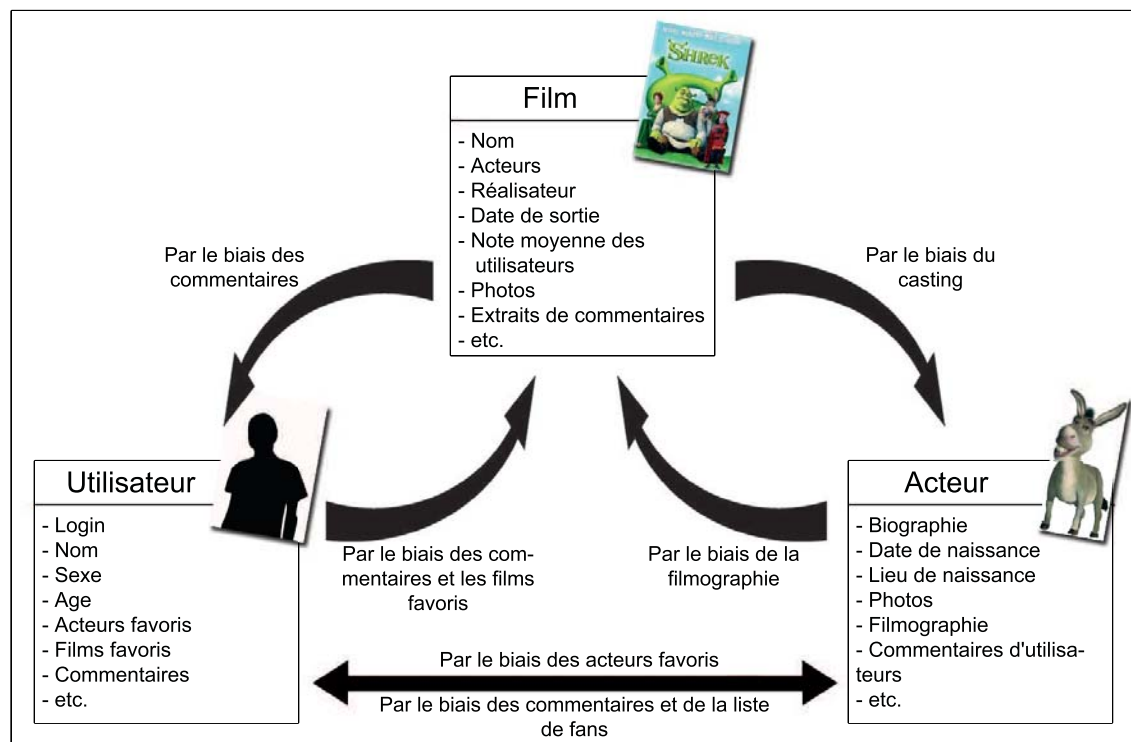 SHREK
Film
- Nom
- Acteurs
- Réalisateur
- Date de sortie
- Note moyenne des
utilisateurs
- Photos
- Extraits de commentaires
- etc.
Par le biais des
commentaires
Par le biais du
casting
Utilisateur
- Login
- Nom
- Sexe
- Age
- Acteurs favoris
- Films favoris
- Commentaires
- etc.
Par le biais des com-
mentaires et les films
favoris
Par le biais de la
filmographie
Acteur
- Biographie
- Date de naissance
- Lieu de naissance
- Photos
- Filmographie
- Commentaires d'utilisa-
teurs
- etc.
Par le biais des acteurs favoris
Par le biais des commentaires et de la liste
de fans